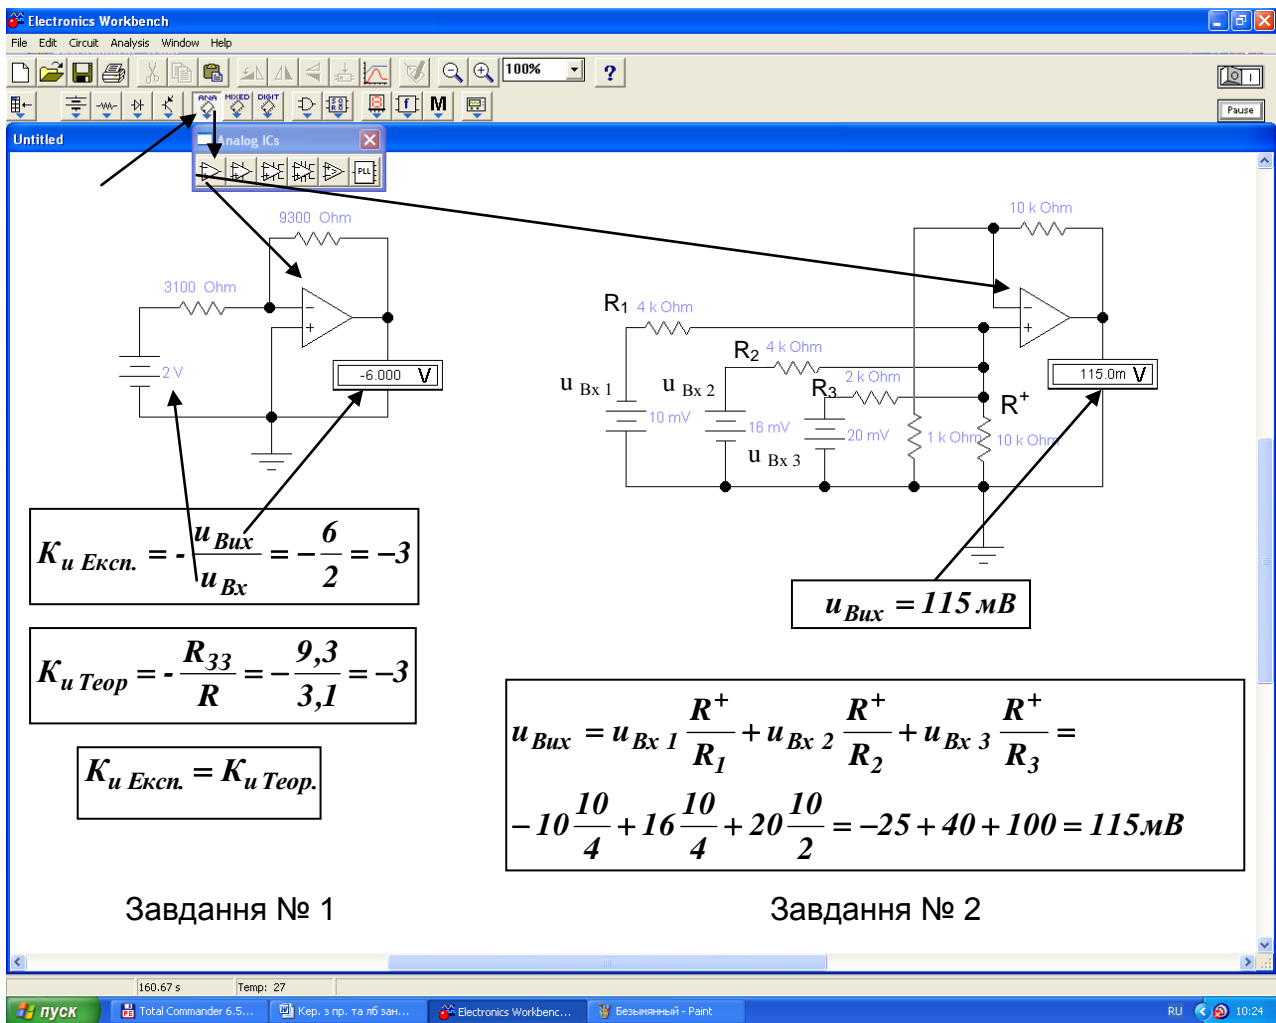 Electronics Workbench
File Edit Circuit Analysis Window Help
100%
?
ANA MIXED DIGIT
M
Pause
Untitled
Analog ICs
PLL
9300 Ohm
3100 Ohm
2 V
-6.000 V
10 k Ohm
R1 4 k Ohm
R2 4 k Ohm
R3 2 k Ohm
u Вх 1
u Вх 2
u Вх 3
10 mV
16 mV
20 mV
1 k Ohm
R+
10 k Ohm
115.0m V
K и Експ. = - u Вих / u Вх = − 6 / 2 = −3
K и Теор = - R ЗЗ / R = − 9,3 / 3,1 = −3
K и Експ. = K и Теор.
u Вих = 115 мВ
u Вих = u Вх 1 R+ / R1 + u Вх 2 R+ / R2 + u Вх 3 R+ / R3 =
− 10 10 / 4 + 16 10 / 4 + 20 10 / 2 = −25 + 40 + 100 = 115мВ
Завдання № 1
Завдання № 2
160.67 s Temp: 27
пуск Total Commander 6.5... Кер. з пр. та лб зан... Electronics Workbenc... Безымянный - Paint RU 10:24